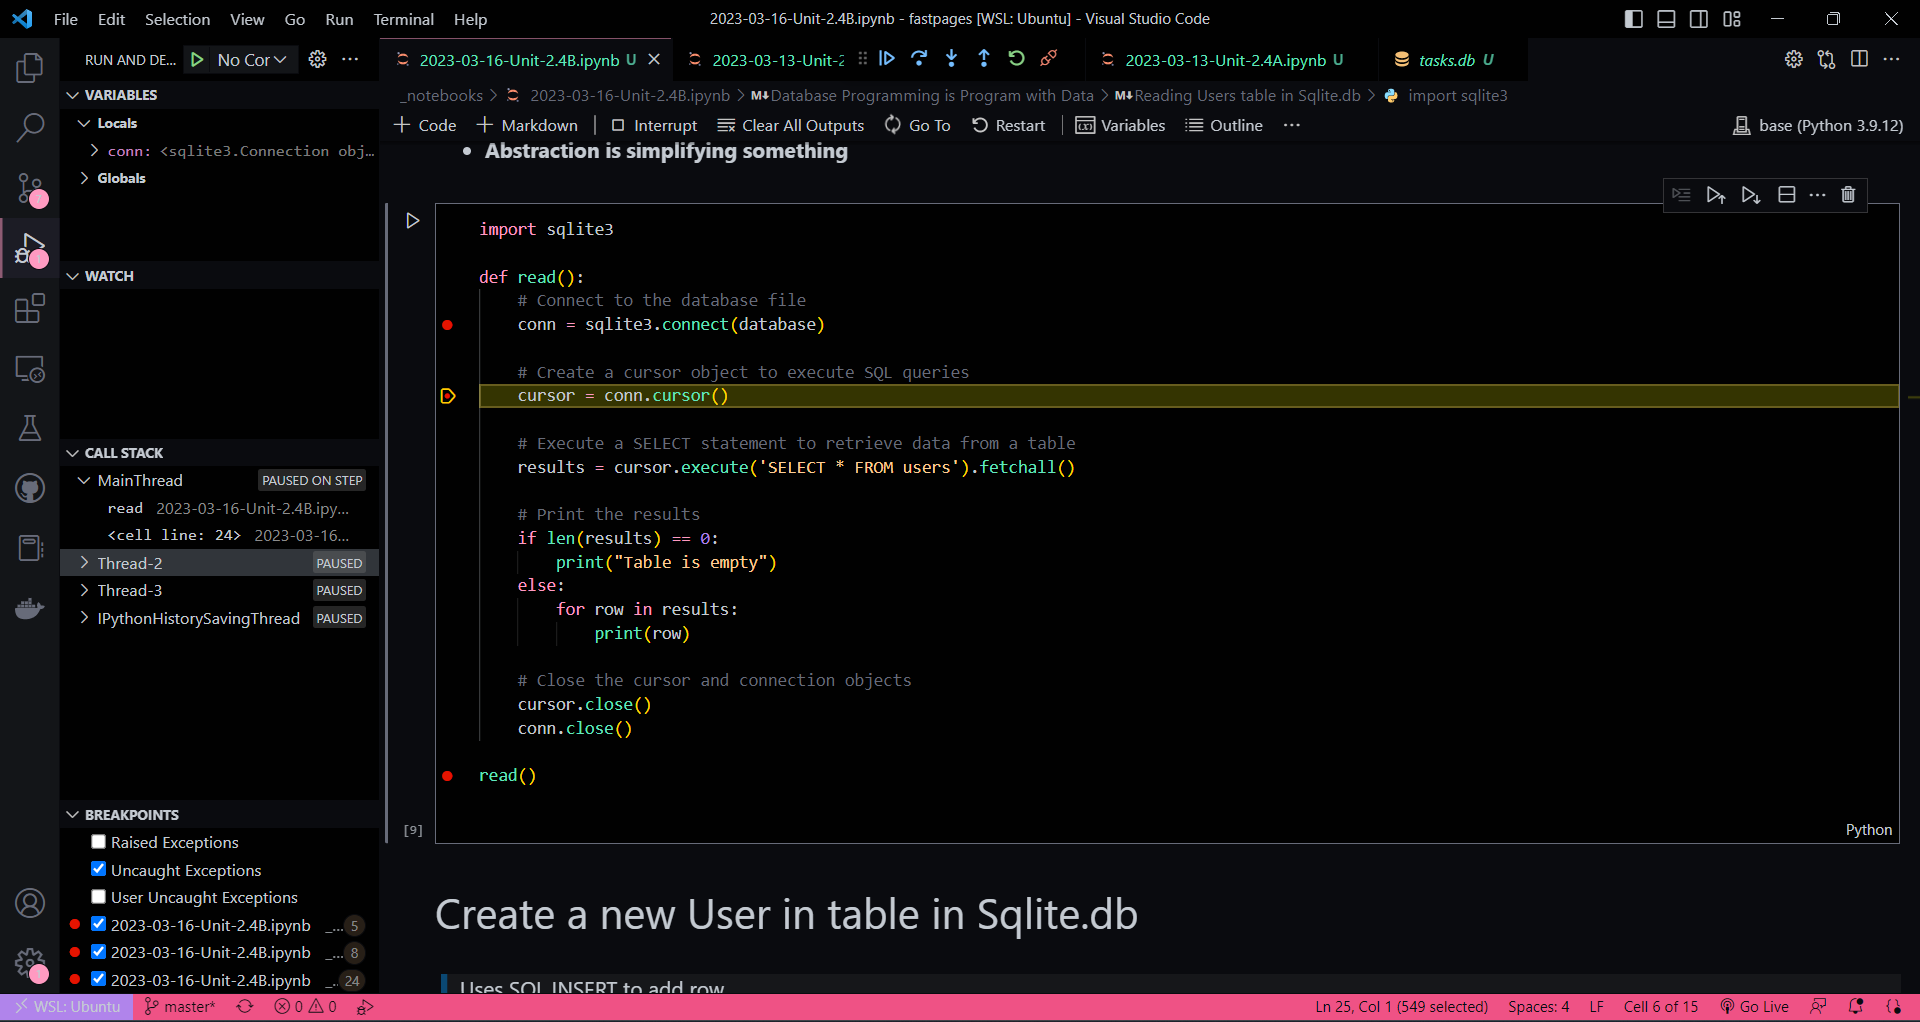 File Edit Selection View Go Run Terminal Help
2023-03-16-Unit-2.4B.ipynb - fastpages [WSL: Ubuntu] - Visual Studio Code
RUN AND DE... No Cor
2023-03-16-Unit-2.4B.ipynb U 2023-03-13-Unit-2 2023-03-13-Unit-2.4A.ipynb U tasks.db U
_notebooks > 2023-03-16-Unit-2.4B.ipynb > M↓Database Programming is Program with Data > M↓Reading Users table in Sqlite.db > import sqlite3
+ Code + Markdown | Interrupt Clear All Outputs Go To Restart | Variables Outline ...
base (Python 3.9.12)
VARIABLES
Locals
conn: <sqlite3.Connection obj...
Globals
WATCH
CALL STACK
MainThread PAUSED ON STEP
read 2023-03-16-Unit-2.4B.ipy...
<cell line: 24> 2023-03-16...
Thread-2 PAUSED
Thread-3 PAUSED
IPythonHistorySavingThread PAUSED
BREAKPOINTS
Raised Exceptions
Uncaught Exceptions
User Uncaught Exceptions
2023-03-16-Unit-2.4B.ipynb _... 5
2023-03-16-Unit-2.4B.ipynb _... 8
2023-03-16-Unit-2.4B.ipynb _... 24
• Abstraction is simplifying something
import sqlite3
def read():
# Connect to the database file
conn = sqlite3.connect(database)
# Create a cursor object to execute SQL queries
cursor = conn.cursor()
# Execute a SELECT statement to retrieve data from a table
results = cursor.execute('SELECT * FROM users').fetchall()
# Print the results
if len(results) == 0:
print("Table is empty")
else:
for row in results:
print(row)
# Close the cursor and connection objects
cursor.close()
conn.close()
read()
[9]
Python
Create a new User in table in Sqlite.db
Uses SQL INSERT to add row
WSL: Ubuntu master* 0 0
Ln 25, Col 1 (549 selected) Spaces: 4 LF Cell 6 of 15 Go Live